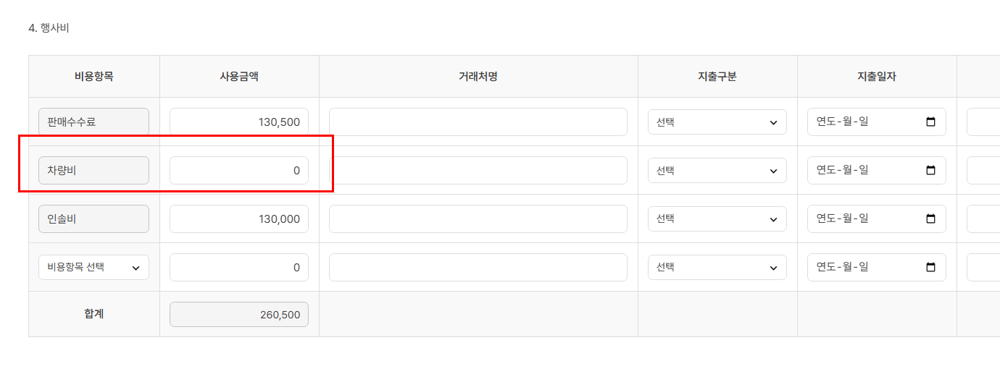 4. 행사비
비용항목 사용금액 거래처명 지출구분 지출일자
판매수수료 130,500 선택 연도-월-일
차량비 0 선택 연도-월-일
인솔비 130,000 선택 연도-월-일
비용항목 선택 0 선택 연도-월-일
합계 260,500